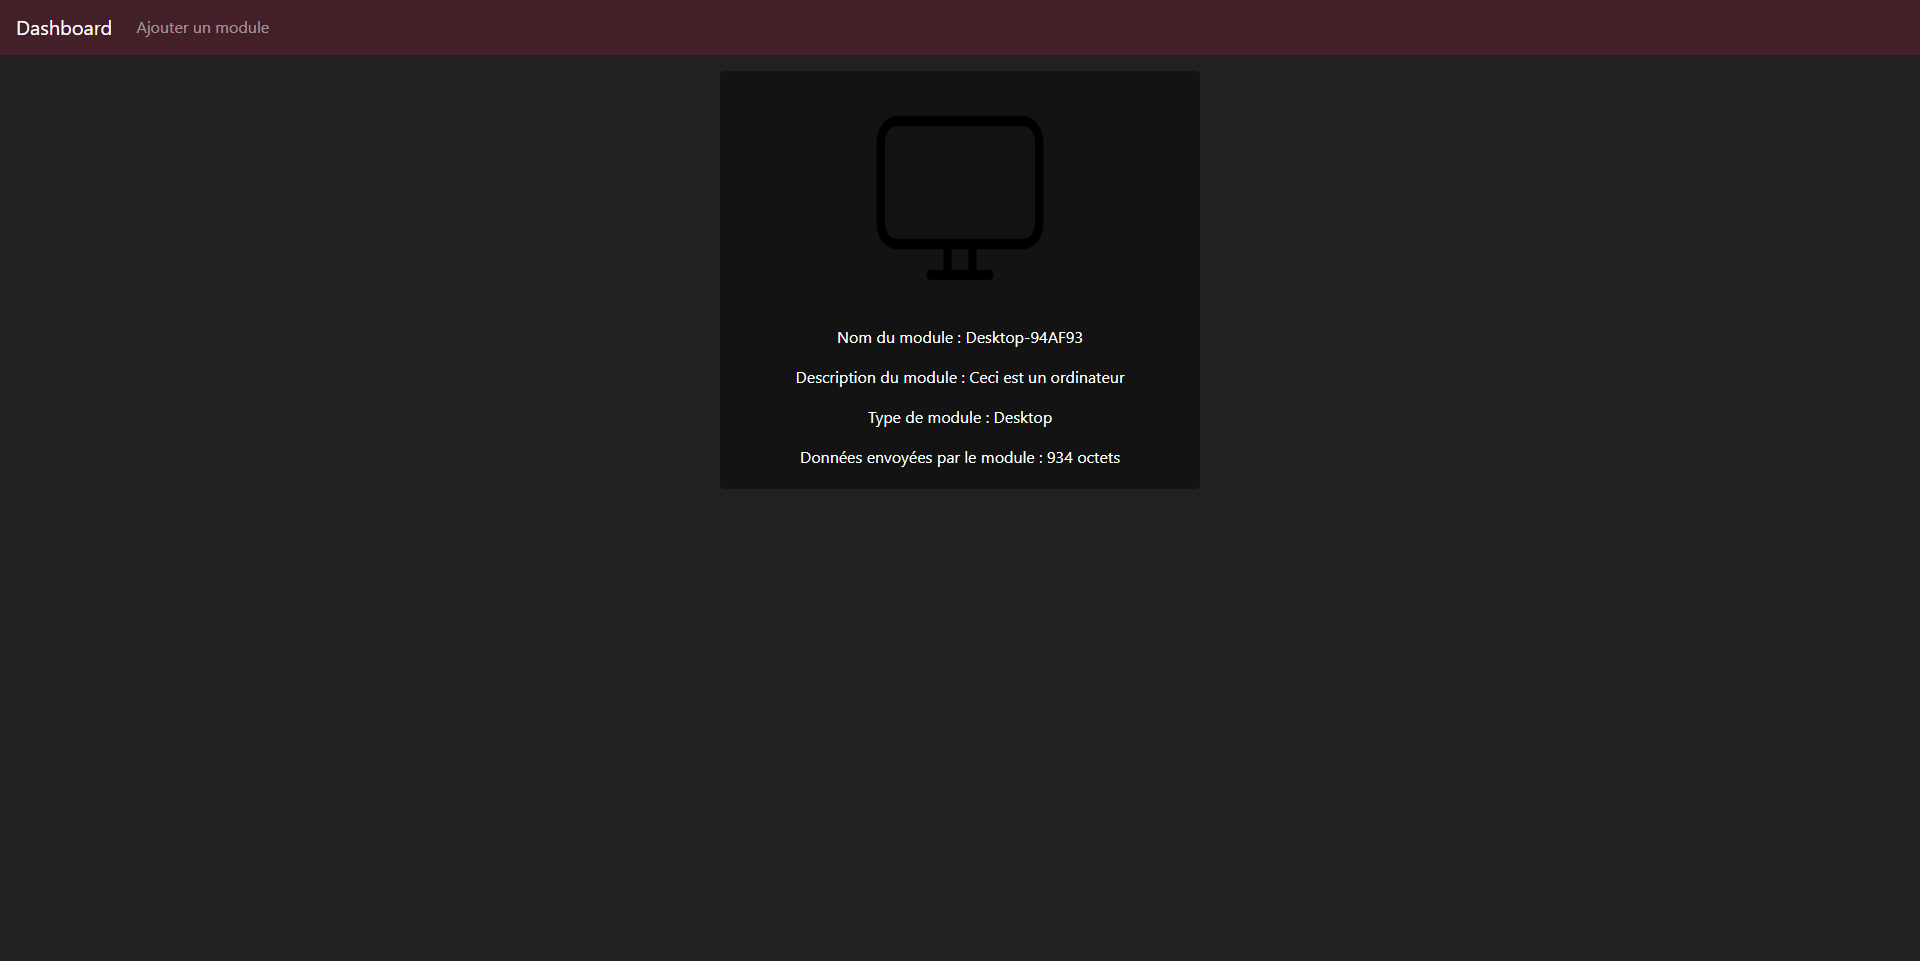 Dashboard Ajouter un module
Nom du module : Desktop-94AF93
Description du module : Ceci est un ordinateur
Type de module : Desktop
Données envoyées par le module : 934 octets